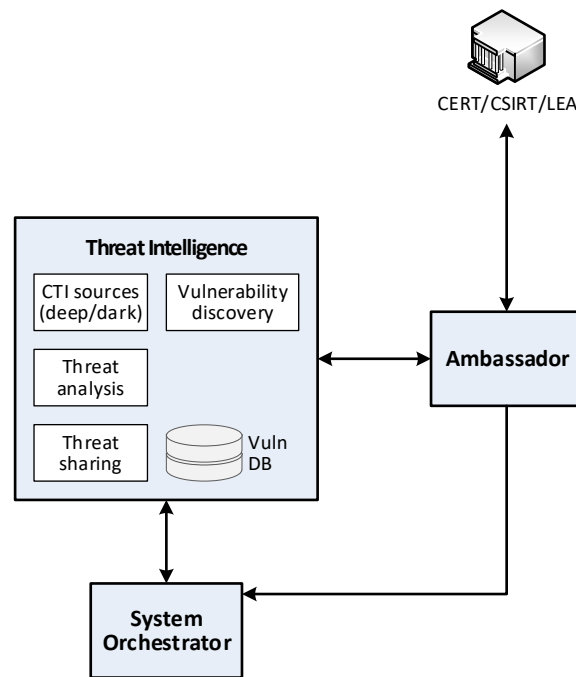 CERT/CSIRT/LEA
Threat Intelligence
CTI sources
(deep/dark)
Vulnerability
discovery
Threat
analysis
Threat
sharing
Vuln
DB
Ambassador
System
Orchestrator